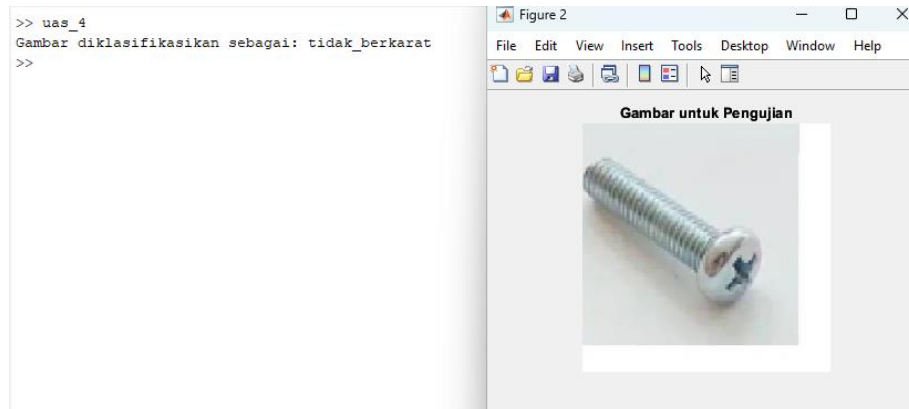 >> uas_4
Gambar diklasifikasikan sebagai: tidak_berkarat
>>
Figure 2
File Edit View Insert Tools Desktop Window Help
Gambar untuk Pengujian